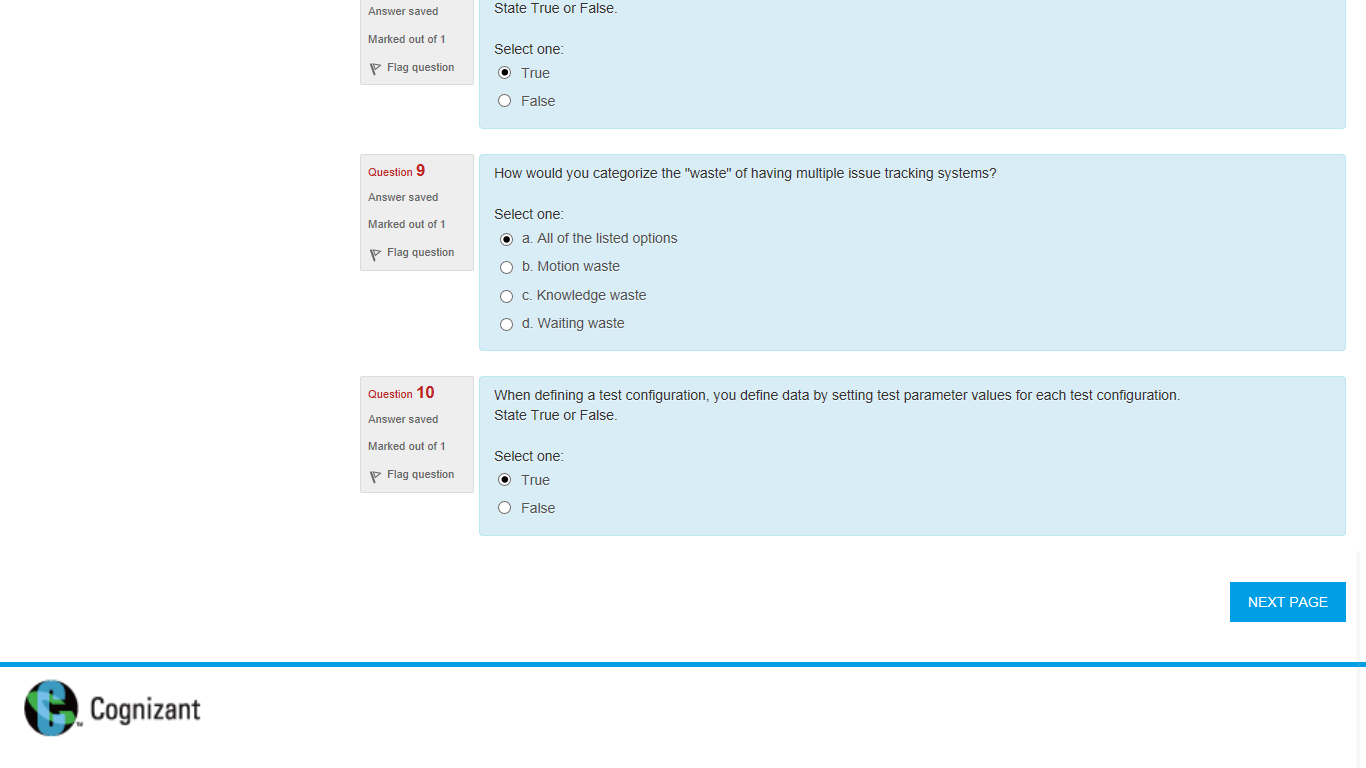 Answer saved
Marked out of 1
Flag question
State True or False.
Select one:
True
False
Question 9
Answer saved
Marked out of 1
Flag question
How would you categorize the "waste" of having multiple issue tracking systems?
Select one:
a. All of the listed options
b. Motion waste
c. Knowledge waste
d. Waiting waste
Question 10
Answer saved
Marked out of 1
Flag question
When defining a test configuration, you define data by setting test parameter values for each test configuration.
State True or False.
Select one:
True
False
NEXT PAGE
Cognizant